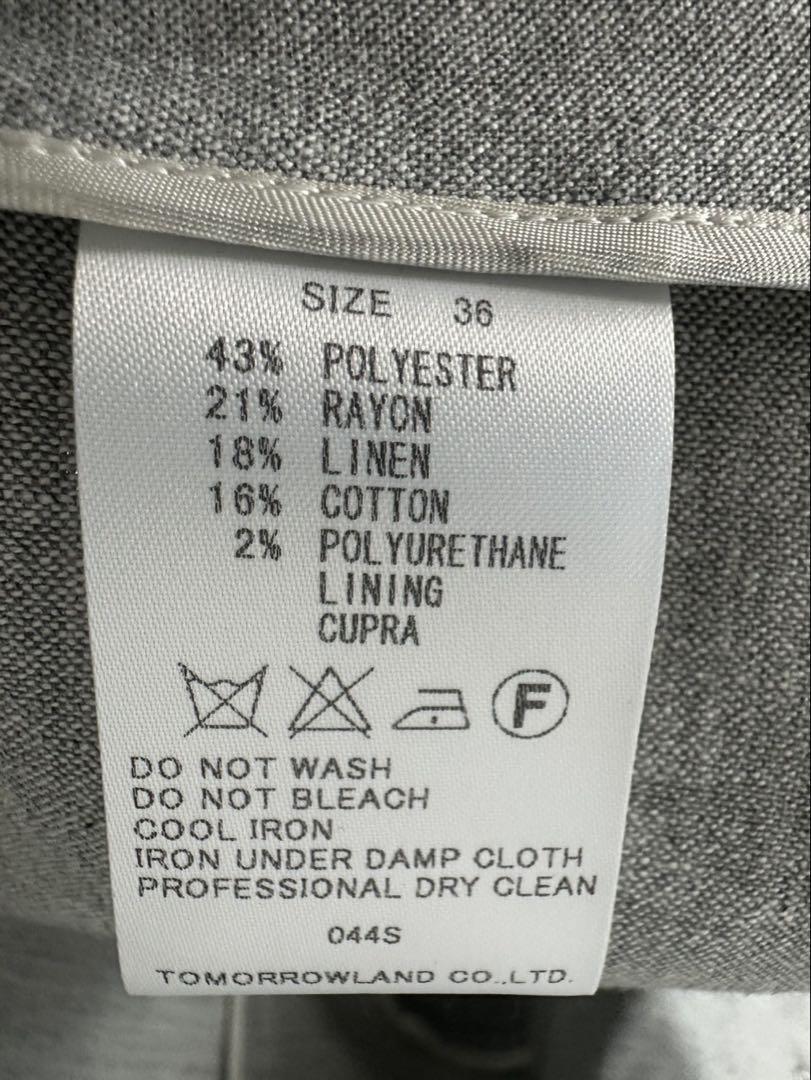 SIZE 36
43% POLYESTER
21% RAYON
18% LINEN
16% COTTON
2% POLYURETHANE
LINING
CUPRA
F
DO NOT WASH
DO NOT BLEACH
COOL IRON
IRON UNDER DAMP CLOTH
PROFESSIONAL DRY CLEAN
044S
TOMORROWLAND CO.,LTD.